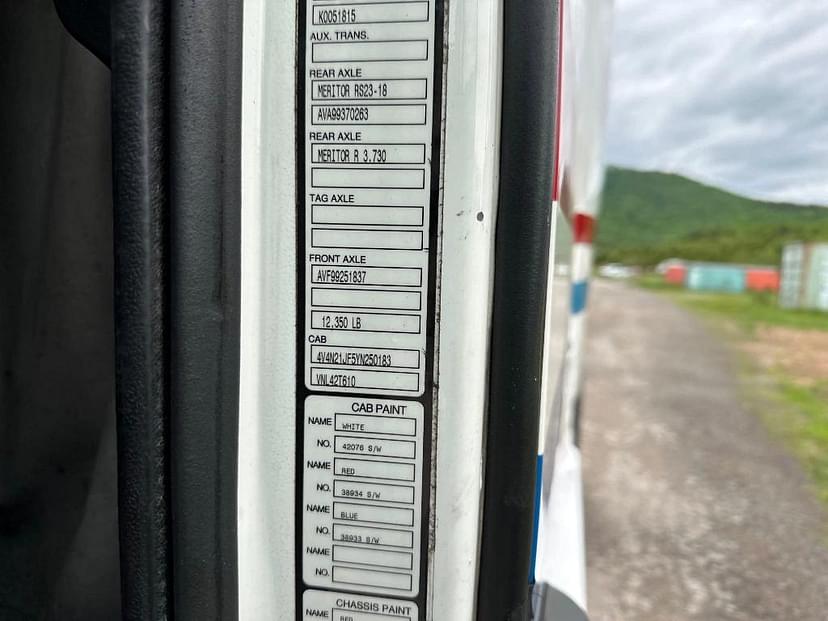 K0051815
AUX. TRANS.
REAR AXLE
MERITOR RS23-18
AVA99370263
REAR AXLE
MERITOR R 3.730
TAG AXLE
FRONT AXLE
AVF99251837
12,350 LB
CAB
4V4N21JF5YN250183
VNL42T610
CAB PAINT
NAME WHITE
NO. 42076 S/W
NAME RED
NO. 38934 S/W
NAME BLUE
NO. 38933 S/W
NAME
NO.
CHASSIS PAINT
NAME RED